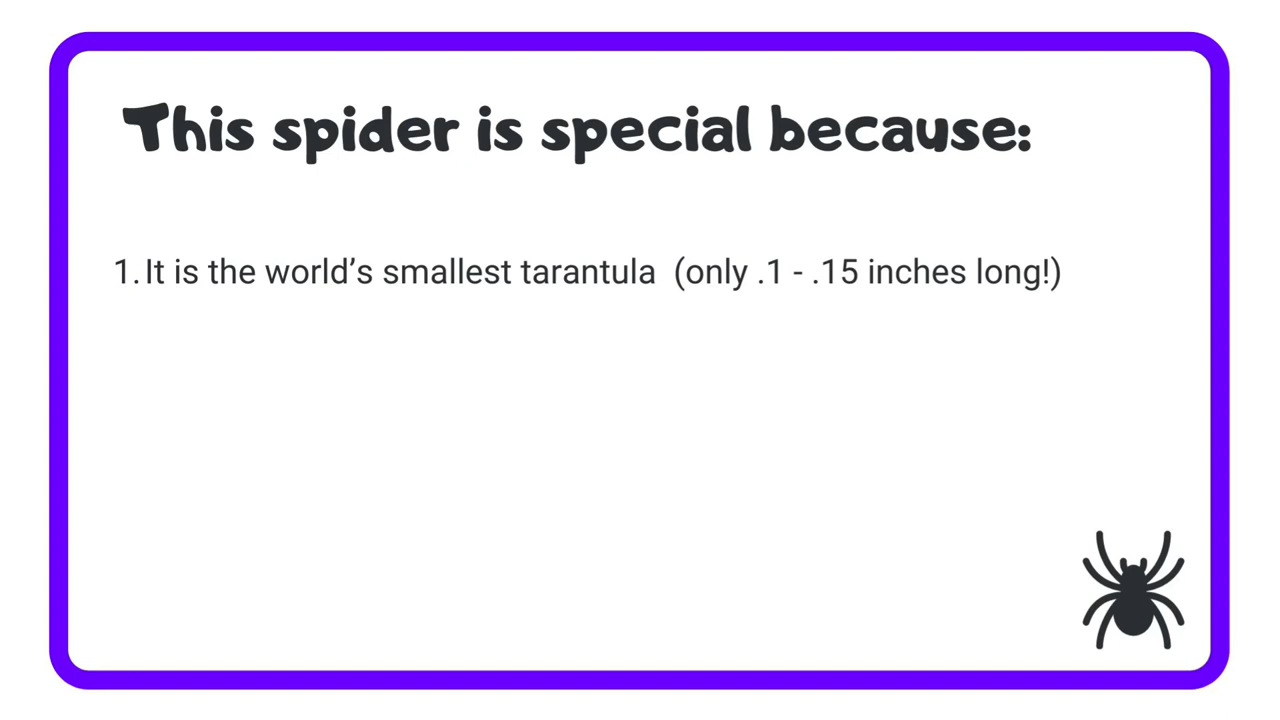 This spider is special because:
1. It is the world’s smallest tarantula (only .1 - .15 inches long!)